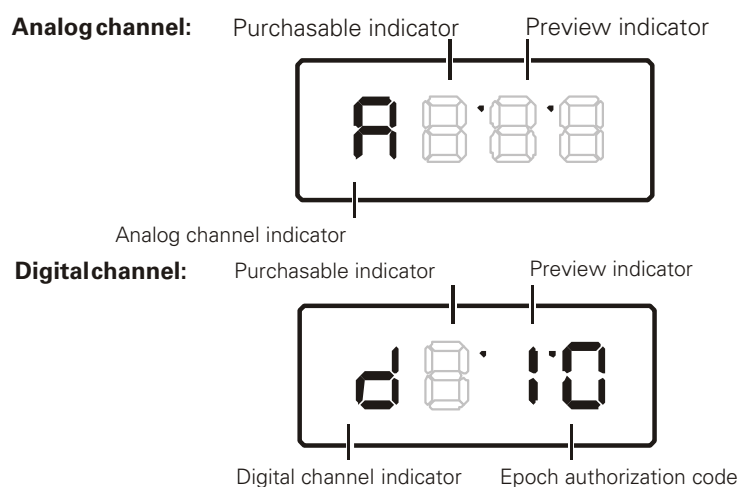 Analog channel: Purchasable indicator Preview indicator
A
Analog channel indicator
Digital channel: Purchasable indicator Preview indicator
d 10
Digital channel indicator Epoch authorization code